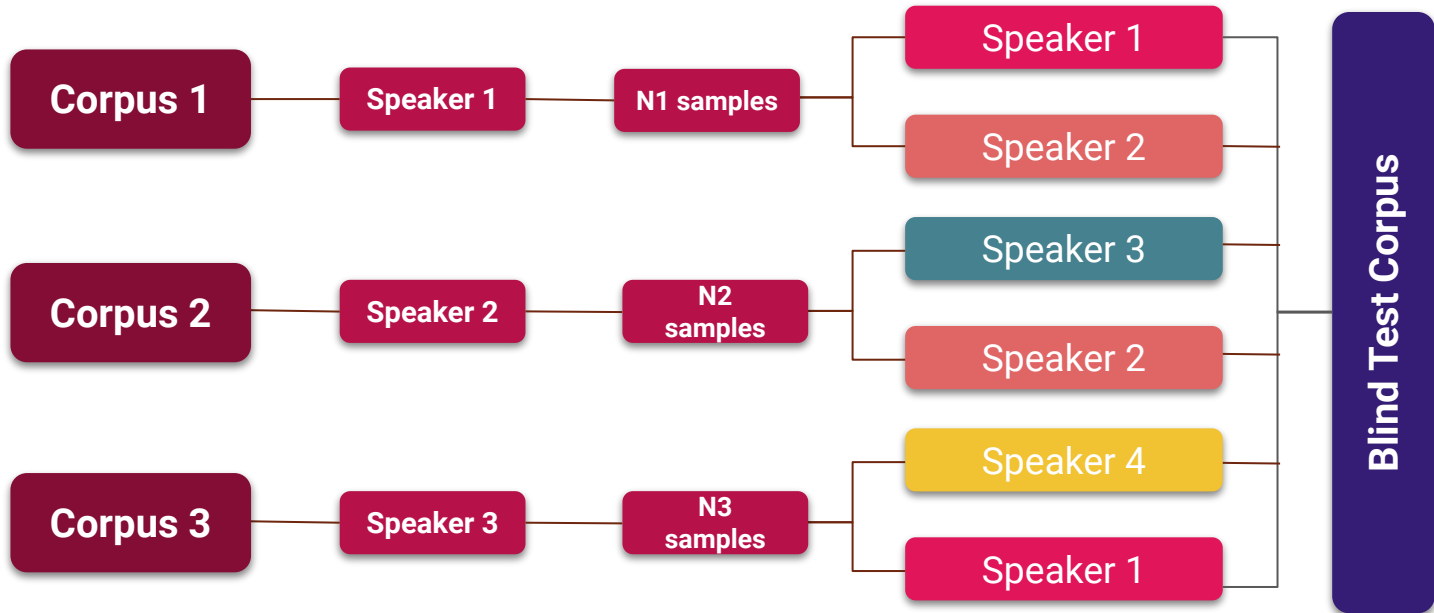 Corpus 1
Speaker 1
N1 samples
Speaker 1
Speaker 2
Corpus 2
Speaker 2
N2
samples
Speaker 3
Speaker 2
Corpus 3
Speaker 3
N3
samples
Speaker 4
Speaker 1
Blind Test Corpus